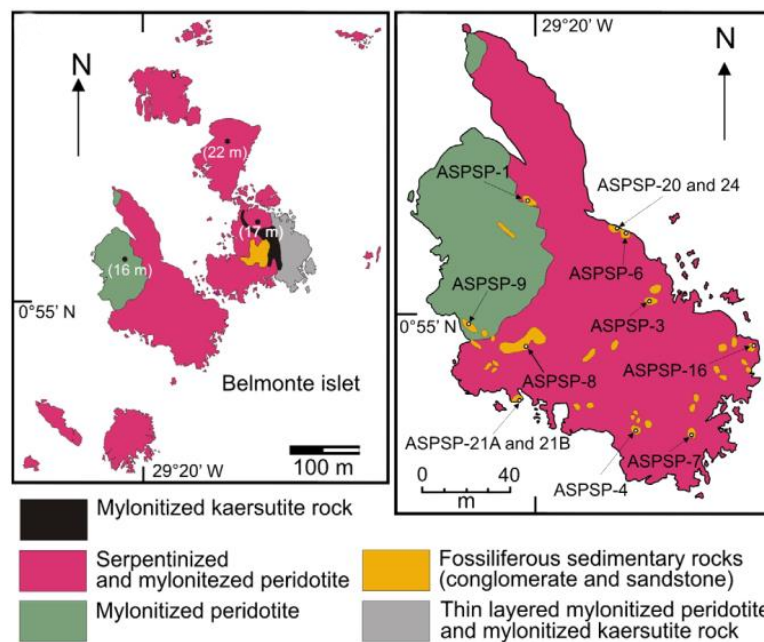 N
(22 m)
(17 m)
(16 m)
0°55' N
Belmonte islet
29°20' W
100 m
29°20' W
N
ASPSP-1
ASPSP-20 and 24
ASPSP-6
ASPSP-9
ASPSP-3
0°55' N
ASPSP-16
ASPSP-8
ASPSP-21A and 21B
ASPSP-7
ASPSP-4
0 40
m
Mylonitized kaersutite rock
Serpentinized
and mylonitezed peridotite
Mylonitized peridotite
Fossiliferous sedimentary rocks
(conglomerate and sandstone)
Thin layered mylonitized peridotite
and mylonitized kaersutite rock